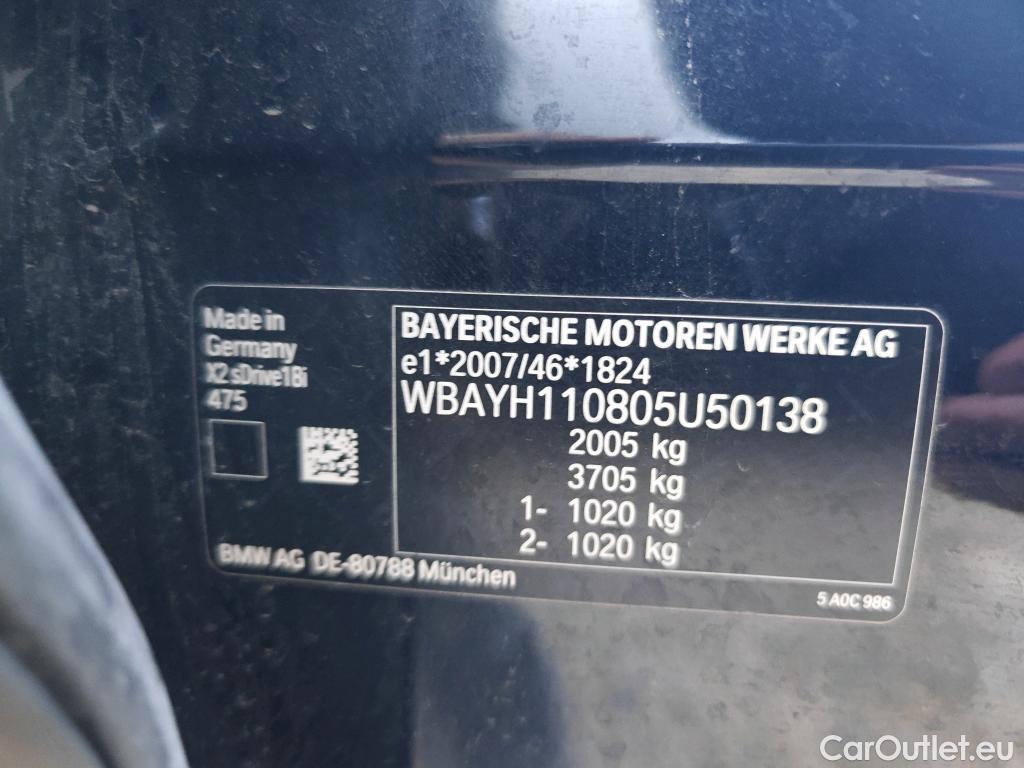 Made in
Germany
X2 sDrive18i
475
BAYERISCHE MOTOREN WERKE AG
e1*2007/46*1824
WBAYH110805U50138
2005 kg
3705 kg
1- 1020 kg
2- 1020 kg
BMW AG DE-80788 München
5 A0C 986
CarOutlet.eu